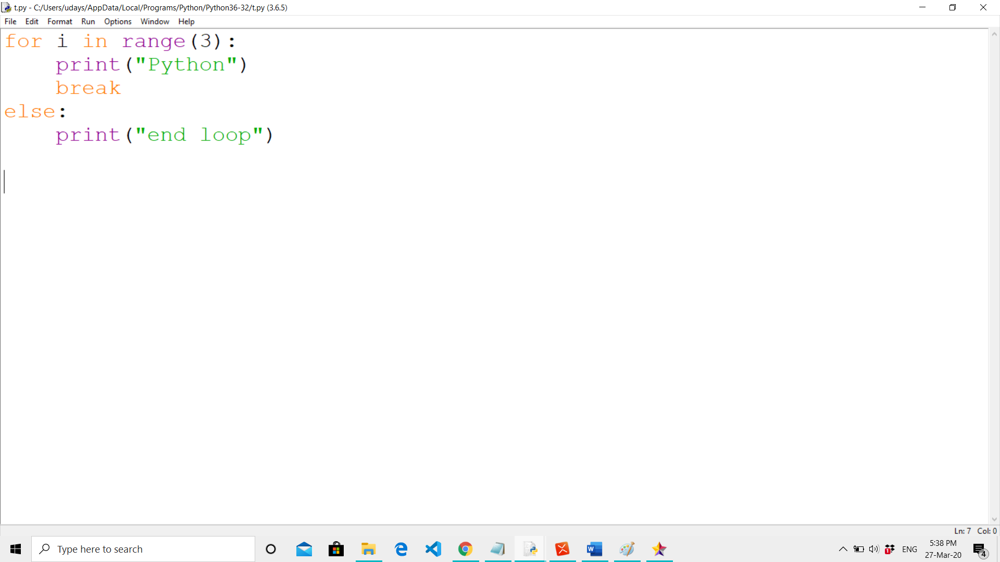 t.py - C:/Users/udays/AppData/Local/Programs/Python/Python36-32/t.py (3.6.5)
File Edit Format Run Options Window Help
for i in range(3):
    print("Python")
    break
else:
    print("end loop")
Ln: 7 Col: 0
Type here to search
W
1
ENG
5:38 PM
27-Mar-20
4